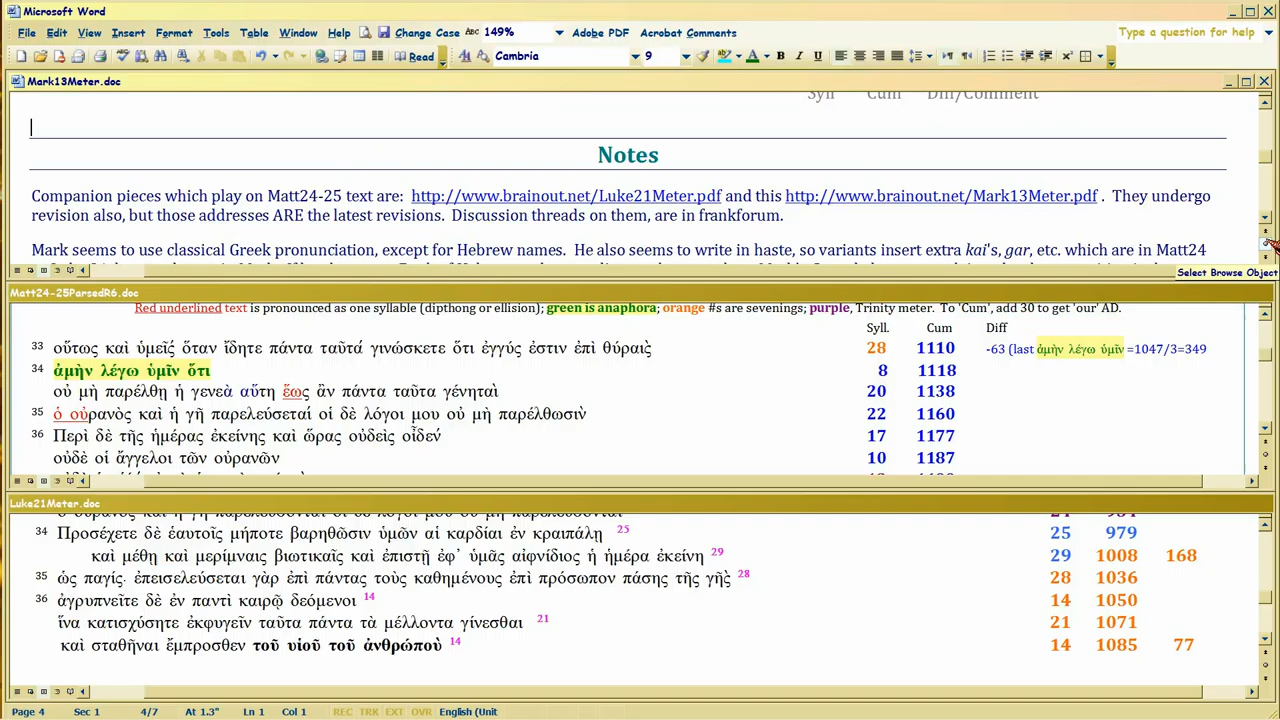 Microsoft Word
File Edit View Insert Format Tools Table Window Help Change Case 149% Adobe PDF Acrobat Comments Type a question for help
Read Cambria 9
Mark13Meter.doc
Syll Cum Diff/Comment
Notes
Companion pieces which play on Matt24-25 text are: http://www.brainout.net/Luke21Meter.pdf and this http://www.brainout.net/Mark13Meter.pdf . They undergo
revision also, but those addresses ARE the latest revisions. Discussion threads on them, are in frankforum.
Mark seems to use classical Greek pronunciation, except for Hebrew names. He also seems to write in haste, so variants insert extra kai's, gar, etc. which are in Matt24
Select Browse Object
Matt24-25ParsedR6.doc
Red underlined text is pronounced as one syllable (dipthong or ellision); green is anaphora; orange #s are sevenings; purple, Trinity meter. To 'Cum', add 30 to get 'our' AD.
Syll. Cum Diff
33 οὕτως καὶ ὑμεῖς ὅταν ἴδητε πάντα ταῦτα γινώσκετε ὅτι ἐγγύς ἐστιν ἐπὶ θύραις 28 1110 -63 (last ἀμὴν λέγω ὑμῖν =1047/3=349
34 ἀμὴν λέγω ὑμῖν ὅτι 8 1118
οὐ μὴ παρέλθῃ ἡ γενεὰ αὕτη ἕως ἂν πάντα ταῦτα γένηται 20 1138
35 ὁ οὐρανὸς καὶ ἡ γῆ παρελεύσεται οἱ δὲ λόγοι μου οὐ μὴ παρέλθωσιν 22 1160
36 Περὶ δὲ τῆς ἡμέρας ἐκείνης καὶ ὥρας οὐδεὶς οἶδεν 17 1177
οὐδὲ οἱ ἄγγελοι τῶν οὐρανῶν 10 1187
Luke21Meter.doc
34 Προσέχετε δὲ ἑαυτοῖς μήποτε βαρηθῶσιν ὑμῶν αἱ καρδίαι ἐν κραιπάλῃ 25 25 979
καὶ μέθῃ καὶ μερίμναις βιωτικαῖς καὶ ἐπιστῇ ἐφ᾽ ὑμᾶς αἰφνίδιος ἡ ἡμέρα ἐκείνη 29 29 1008 168
35 ὡς παγίς· ἐπεισελεύσεται γὰρ ἐπὶ πάντας τοὺς καθημένους ἐπὶ πρόσωπον πάσης τῆς γῆς 28 28 1036
36 ἀγρυπνεῖτε δὲ ἐν παντὶ καιρῷ δεόμενοι 14 14 1050
ἵνα κατισχύσητε ἐκφυγεῖν ταῦτα πάντα τὰ μέλλοντα γίνεσθαι 21 21 1071
καὶ σταθῆναι ἔμπροσθεν τοῦ υἱοῦ τοῦ ἀνθρώπου 14 14 1085 77
Page 4 Sec 1 4/7 At 1.3" Ln 1 Col 1 REC TRK EXT OVR English (Unit